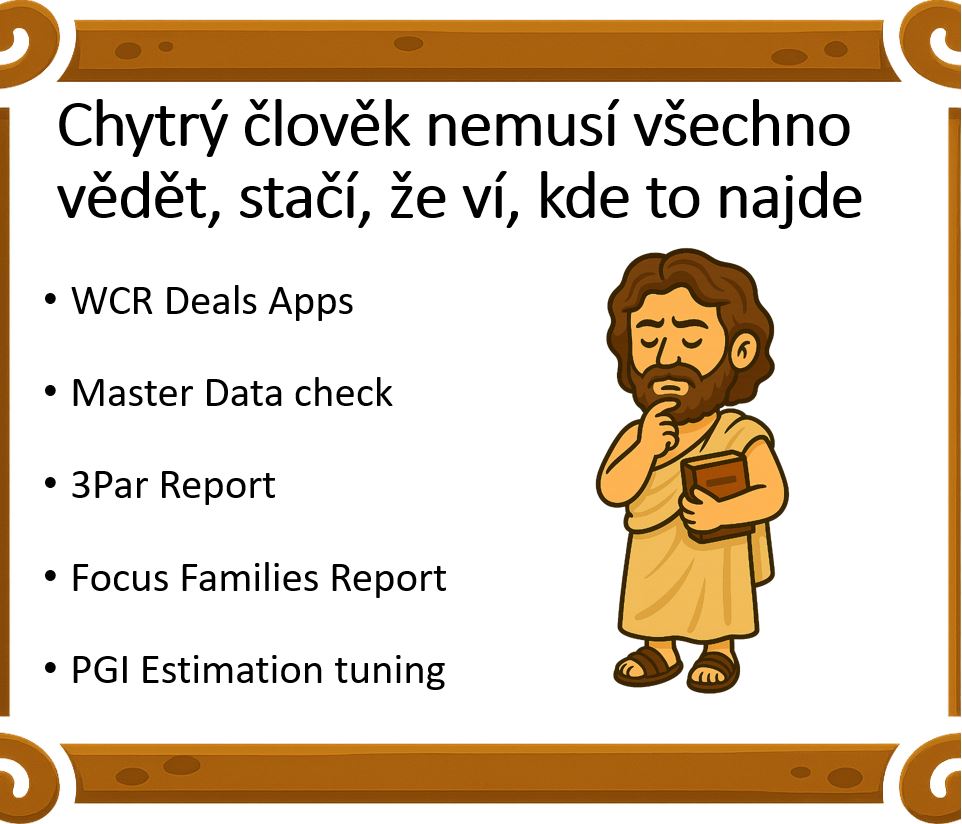 Chytrý člověk nemusí všechno
vědět, stačí, že ví, kde to najde
• WCR Deals Apps
• Master Data check
• 3Par Report
• Focus Families Report
• PGI Estimation tuning